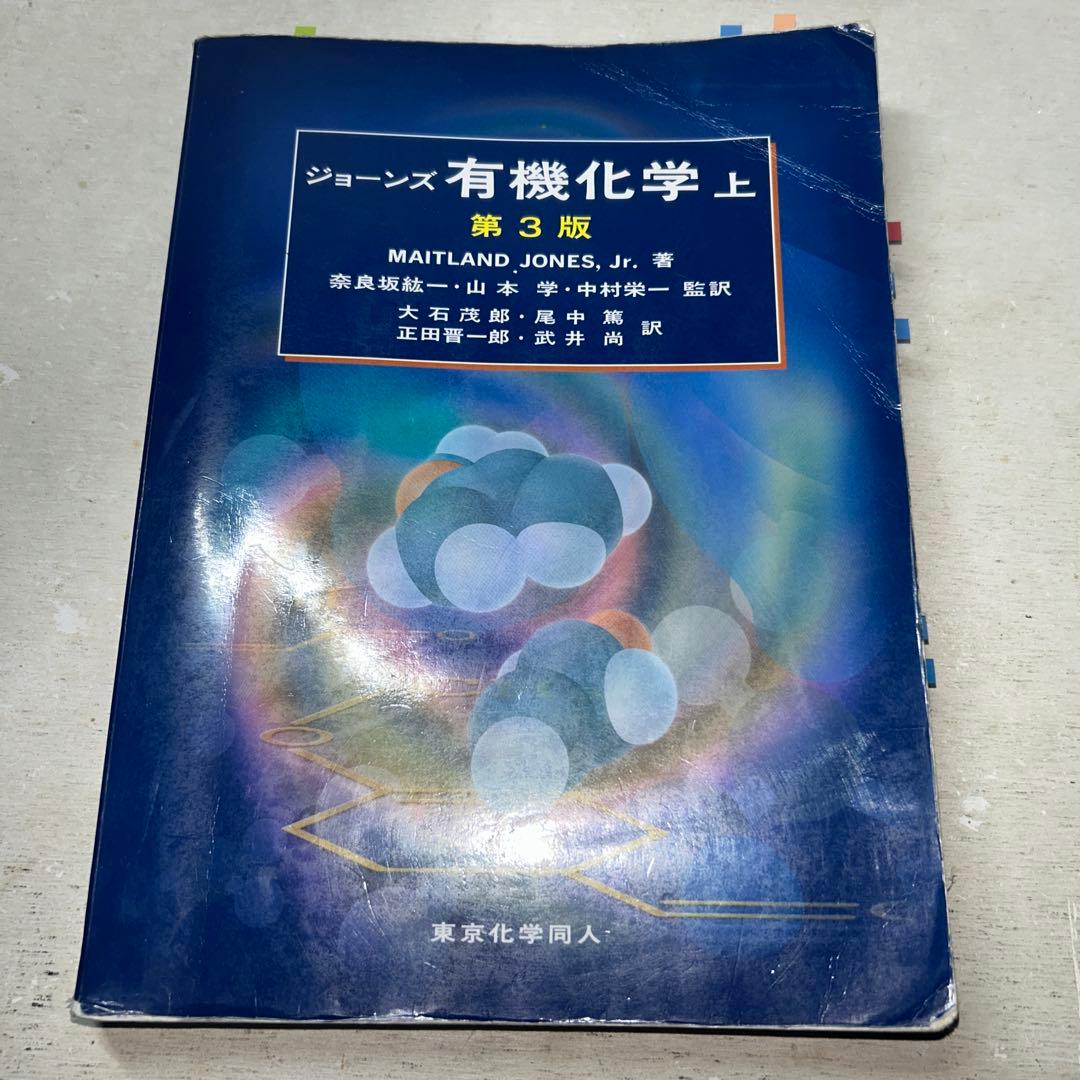 ジョーンズ 有機化学 上
第3版
MAITLAND JONES, Jr. 著
奈良坂紘一・山本 学・中村栄一 監訳
大石茂郎・尾中 篤
正田晋一郎・武井 尚 訳
東京化学同人